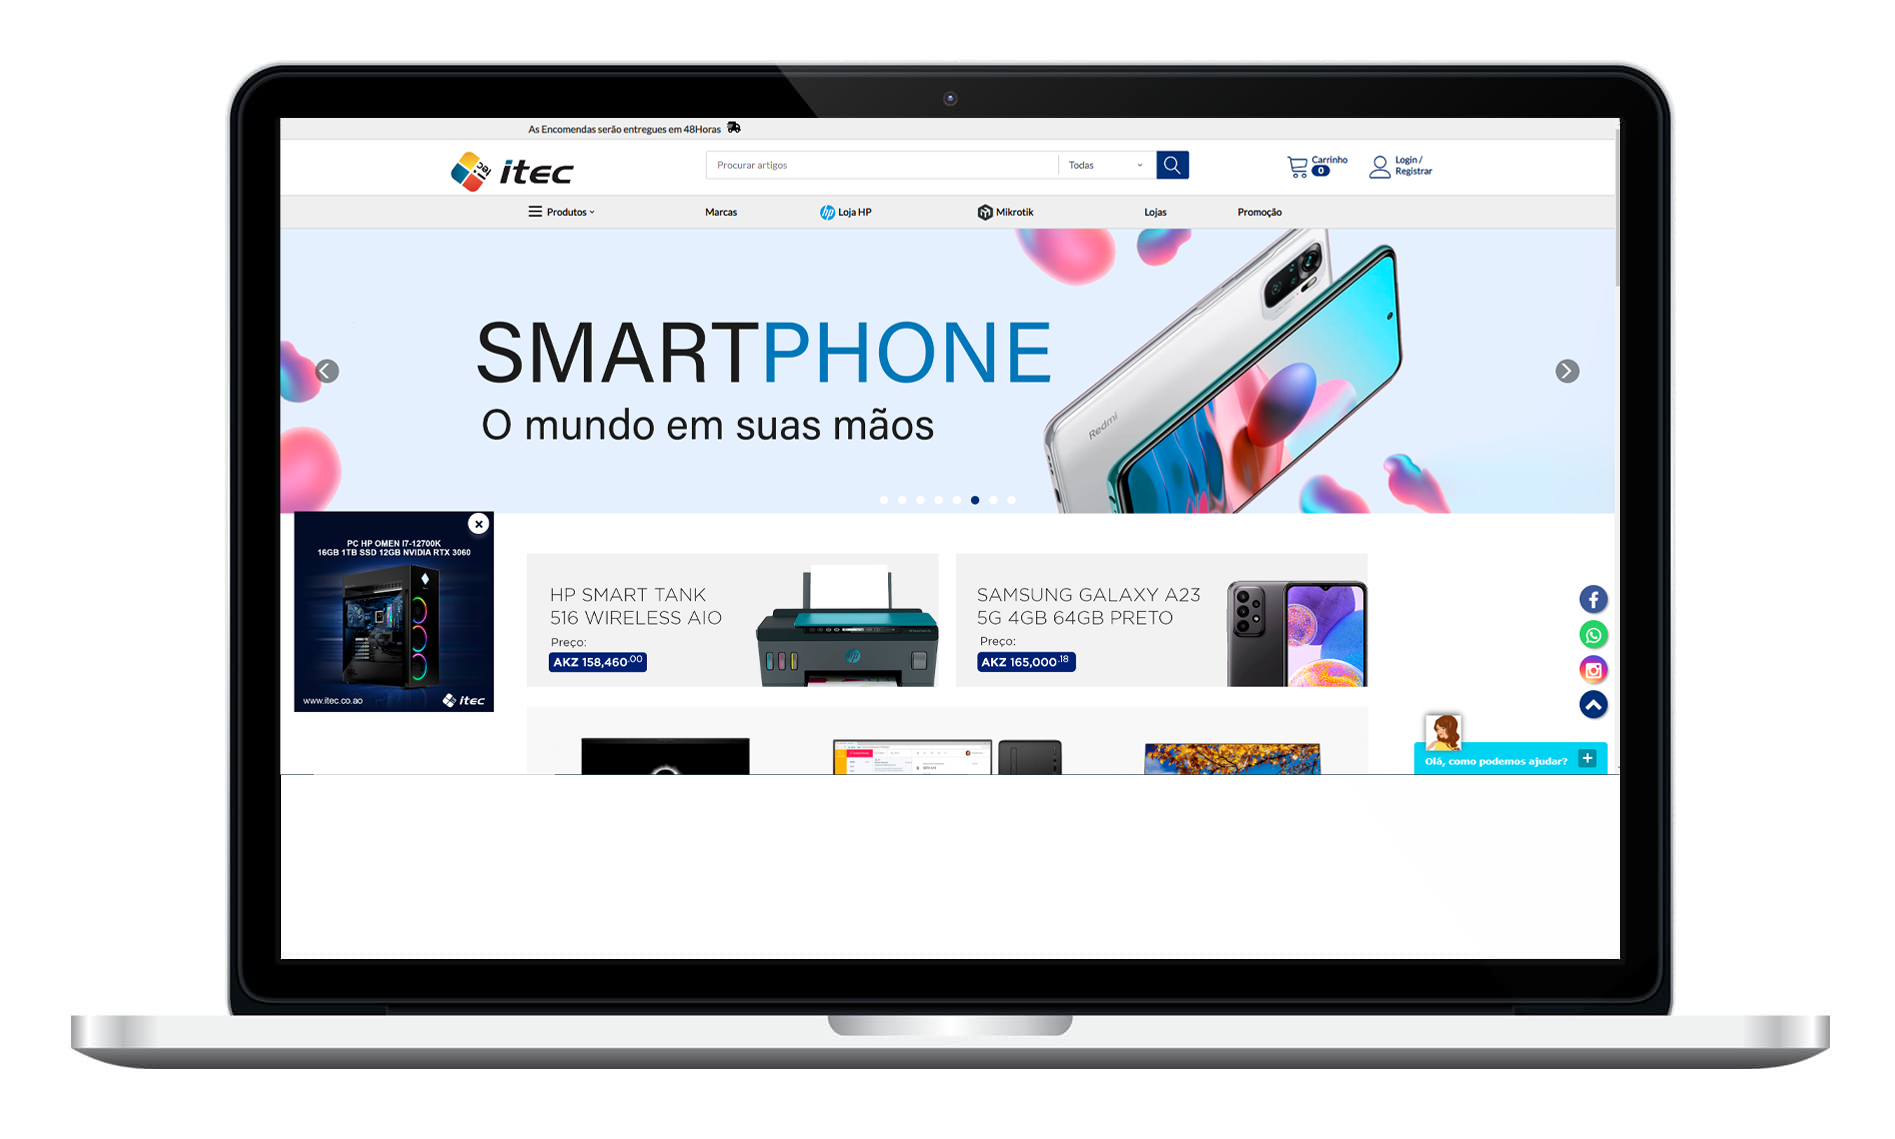 As Encomendas serão entregues em 48Horas
itec
itec
Procurar artigos
Todas
Carrinho
0
Login /
Registrar
Produtos
Marcas
hp Loja HP
Mikrotik
Lojas
Promoção
SMARTPHONE
O mundo em suas mãos
Redmi
PC HP OMEN I7-12700K
16GB 1TB SSD 12GB NVIDIA RTX 3060
www.itec.co.ao
itec
HP SMART TANK
516 WIRELESS AIO
Preço:
AKZ 158,460.00
hp
SAMSUNG GALAXY A23
5G 4GB 64GB PRETO
Preço:
AKZ 165,000.18
Olá, como podemos ajudar?